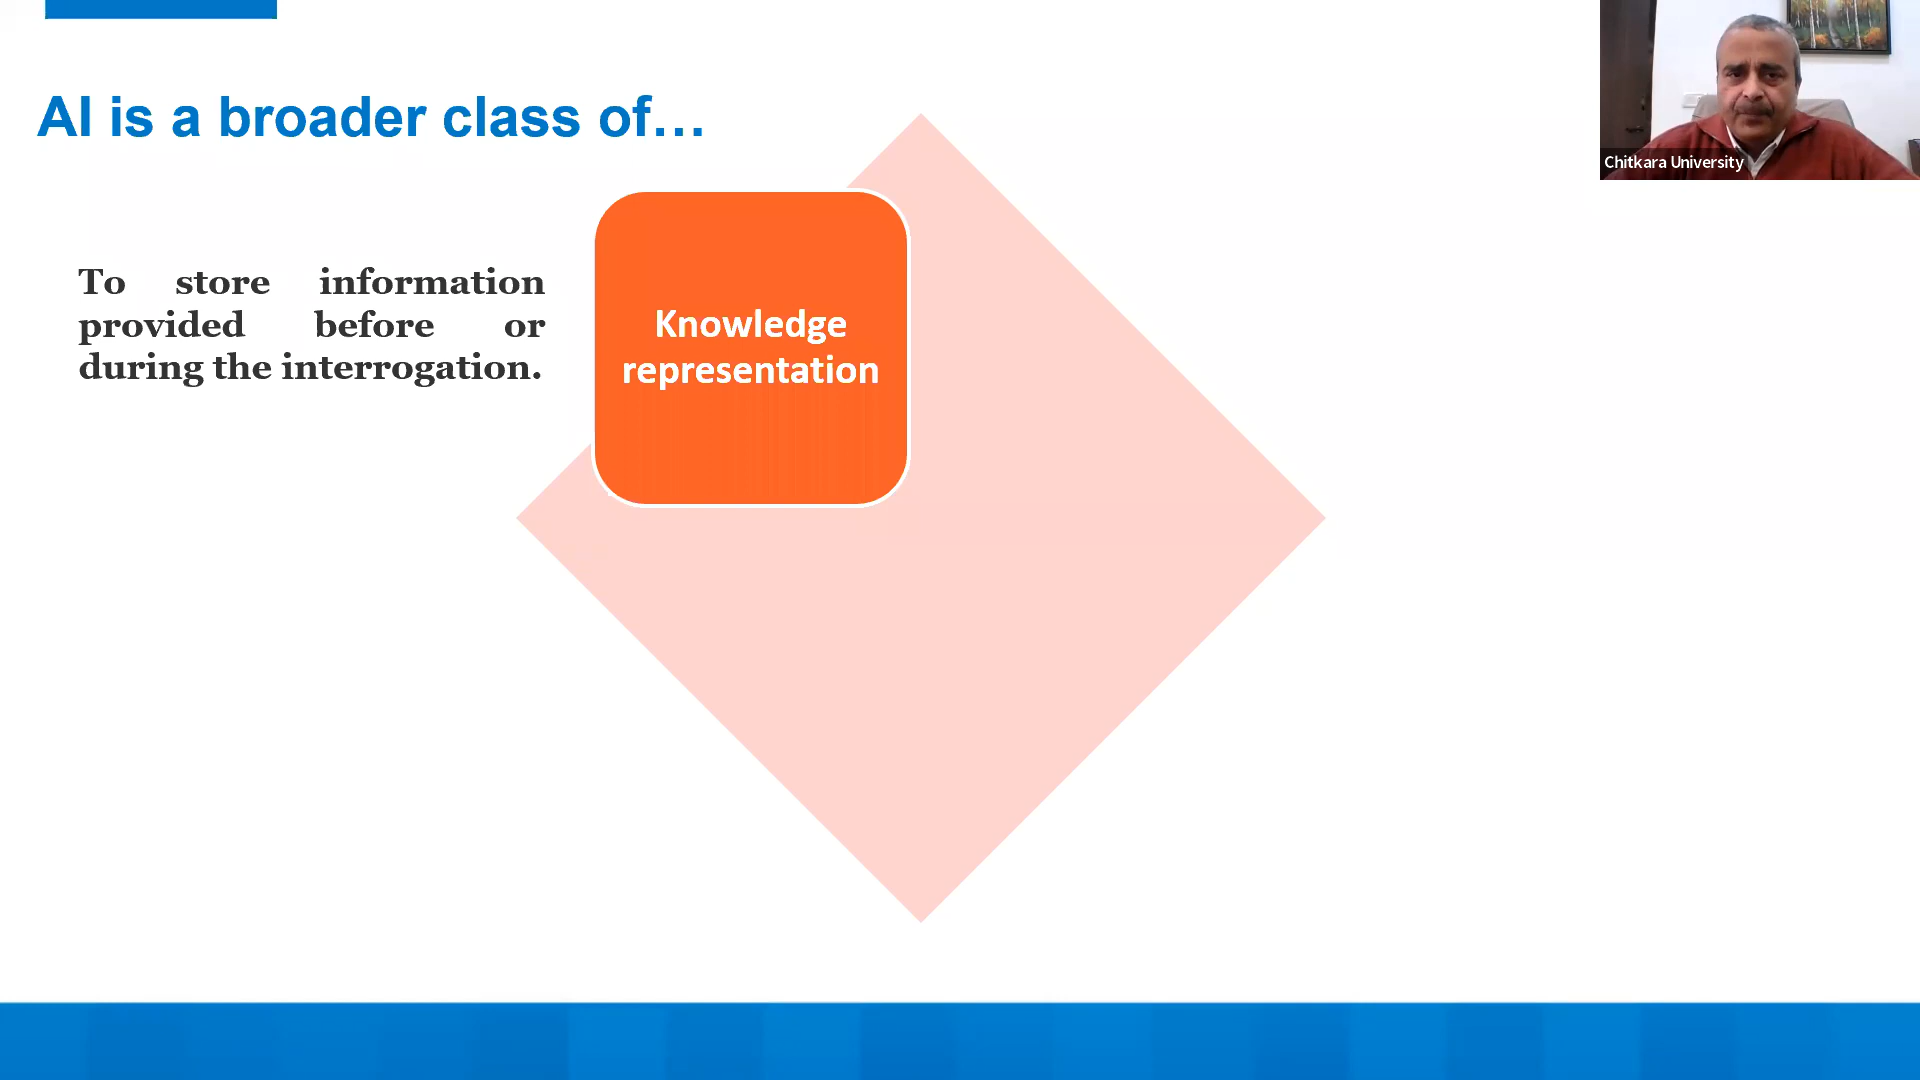 AI is a broader class of…
To store information
provided before or
during the interrogation.
Knowledge
representation
Chitkara University